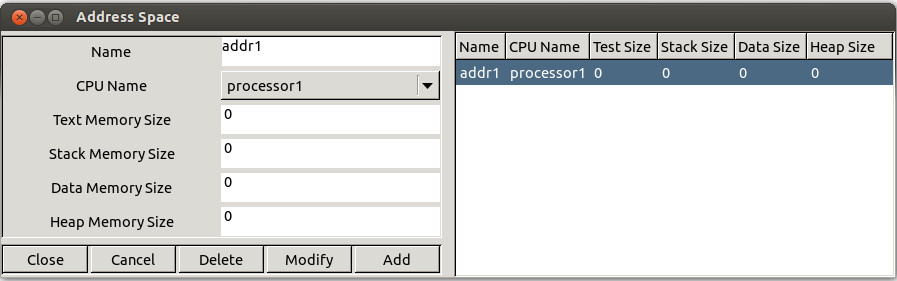 Address Space
Name addr1
CPU Name processor1
Text Memory Size 0
Stack Memory Size 0
Data Memory Size 0
Heap Memory Size 0
Close Cancel Delete Modify Add
Name CPU Name Test Size Stack Size Data Size Heap Size
addr1 processor1 0 0 0 0